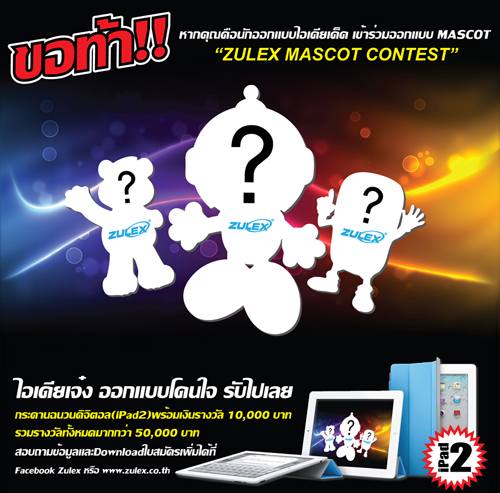 ขอท้า!!
หากคุณคือนักออกแบบไอเดียเด็ด เข้าร่วมออกแบบ MASCOT
“ZULEX MASCOT CONTEST”
?
?
?
ZULEX
ZULEX
ZULEX
ไอเดียเจ๋ง ออกแบบโดนใจ รับไปเลย
กระดานฉนวนดิจิตอล(iPad2)พร้อมเงินรางวัล 10,000 บาท
รวมรางวัลทั้งหมดมากกว่า 50,000 บาท
สอบถามข้อมูลและDownloadใบสมัครเพิ่มได้ที่
Facebook Zulex หรือ www.zulex.co.th
iPad 2